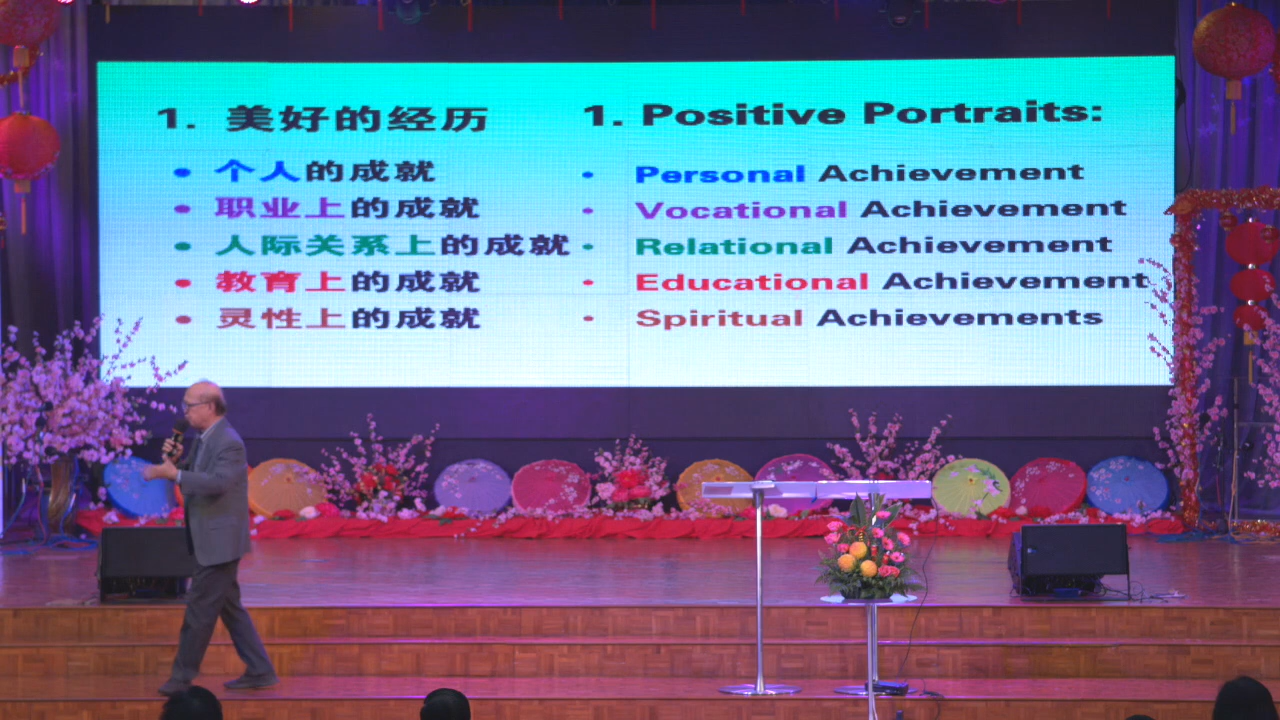 1. 美好的经历
• 个人的成就
• 职业上的成就
• 人际关系上的成就
• 教育上的成就
• 灵性上的成就
1. Positive Portraits:
• Personal Achievement
• Vocational Achievement
• Relational Achievement
• Educational Achievement
• Spiritual Achievements